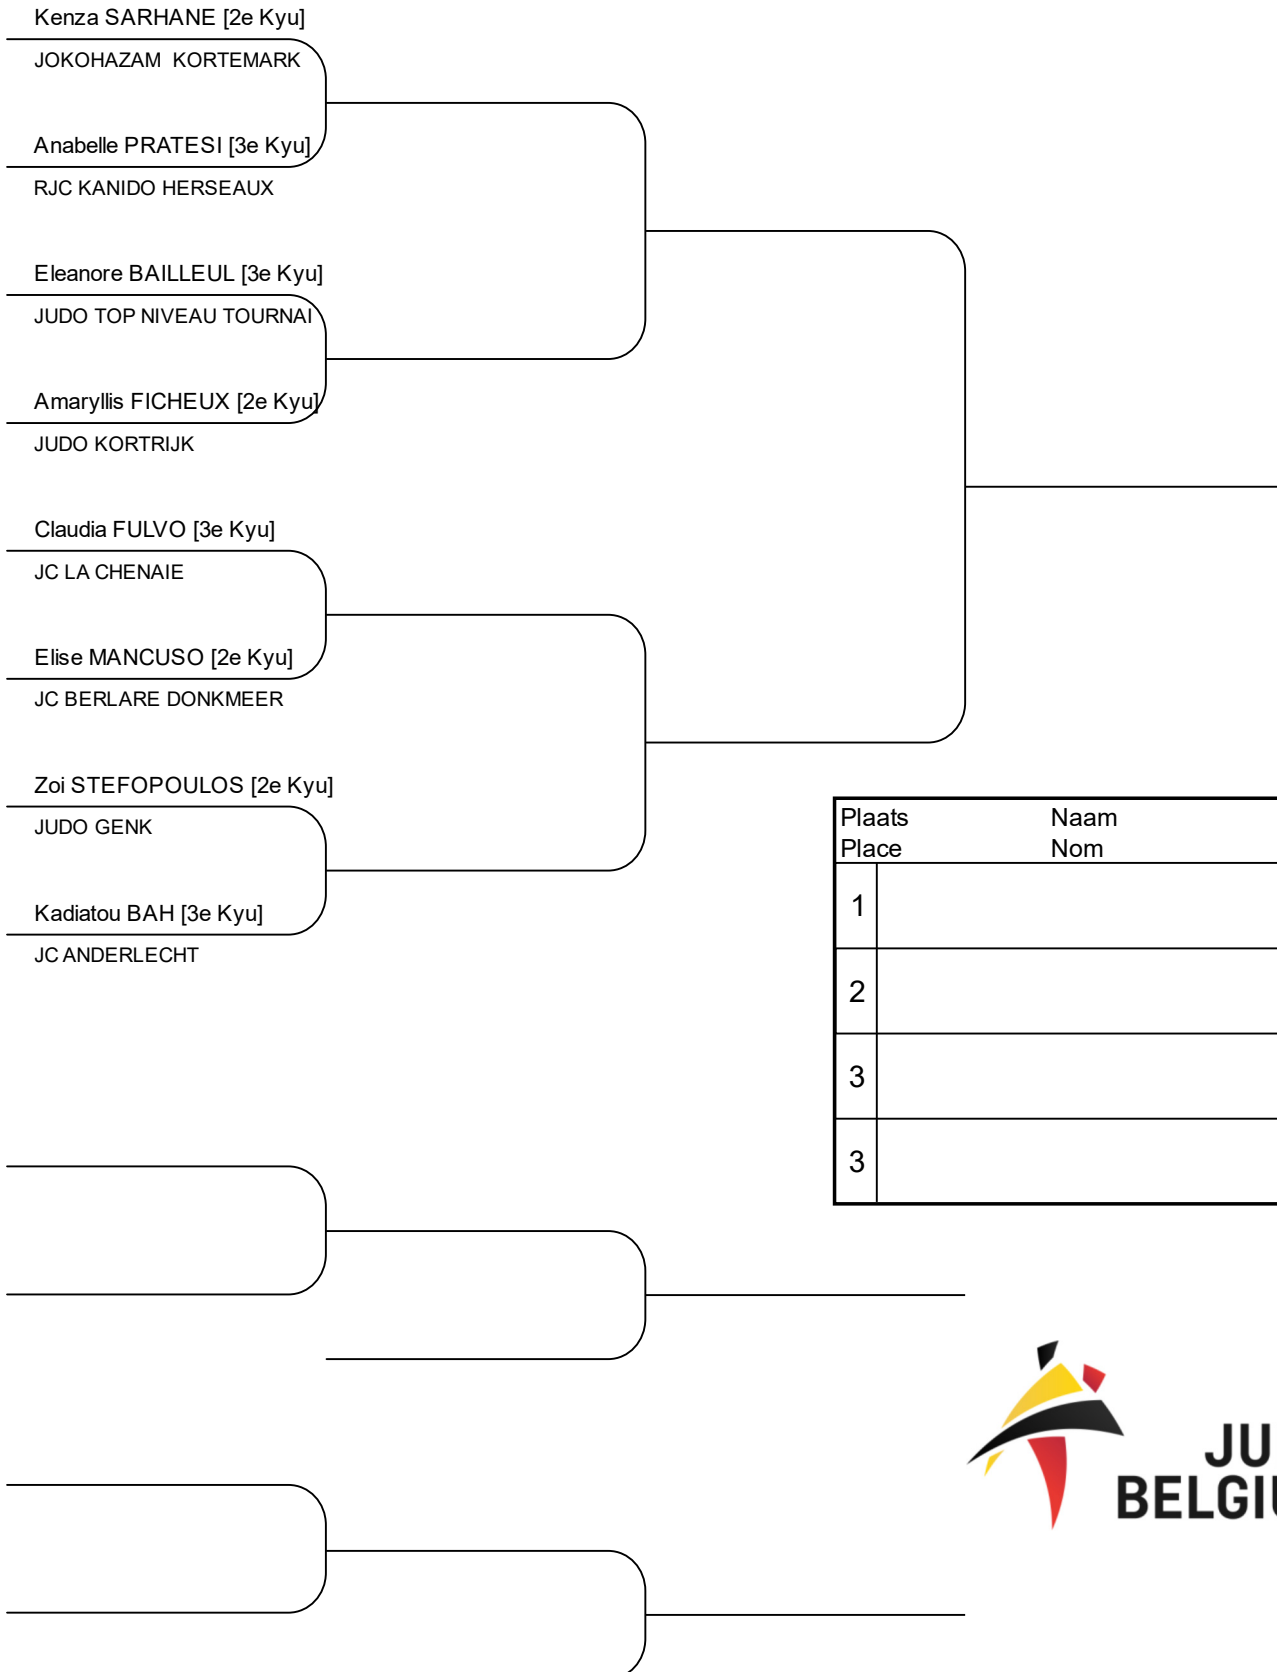 Kenza SARHANE [2e Kyu]
JOKOHAZAM  KORTEMARK
Anabelle PRATESI [3e Kyu]
RJC KANIDO HERSEAUX
Eleanore BAILLEUL [3e Kyu]
JUDO TOP NIVEAU TOURNAI
Amaryllis FICHEUX [2e Kyu]
JUDO KORTRIJK
Claudia FULVO [3e Kyu]
JC LA CHENAIE
Elise MANCUSO [2e Kyu]
JC BERLARE DONKMEER
Zoi STEFOPOULOS [2e Kyu]
JUDO GENK
Kadiatou BAH [3e Kyu]
JC ANDERLECHT
Plaats Naam
Place Nom
1
2
3
3
JU
BELGIU